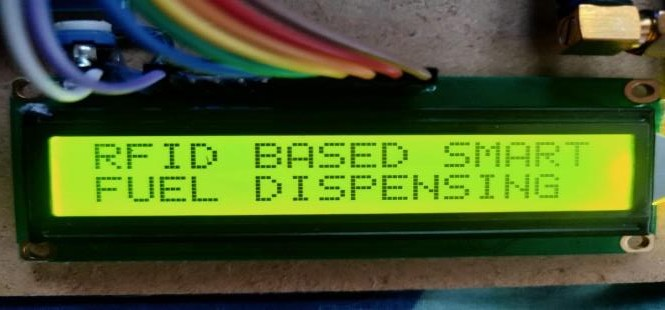 RFID BASED SMART
FUEL DISPENSING